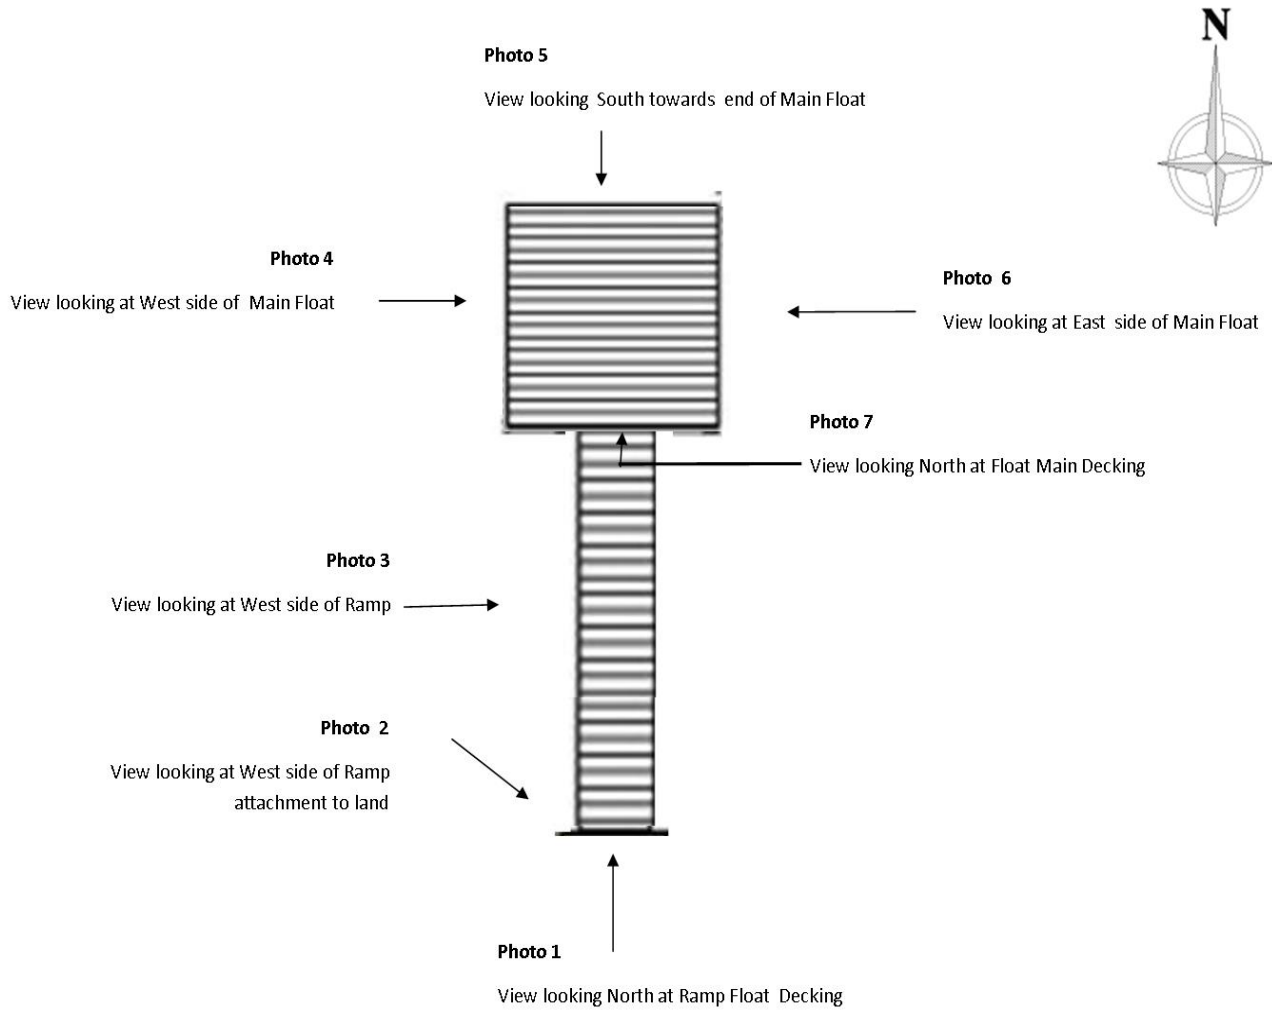 N
Photo 5
View looking South towards end of Main Float
Photo 4
View looking at West side of Main Float
Photo 6
View looking at East side of Main Float
Photo 7
View looking North at Float Main Decking
Photo 3
View looking at West side of Ramp
Photo 2
View looking at West side of Ramp
attachment to land
Photo 1
View looking North at Ramp Float Decking